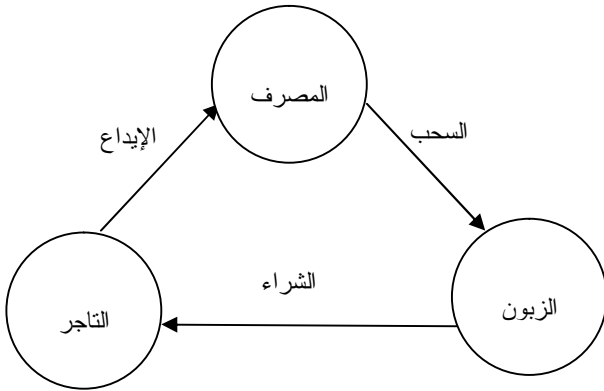 المصرف
الإيداع
السحب
الشراء
الزبون
التاجر